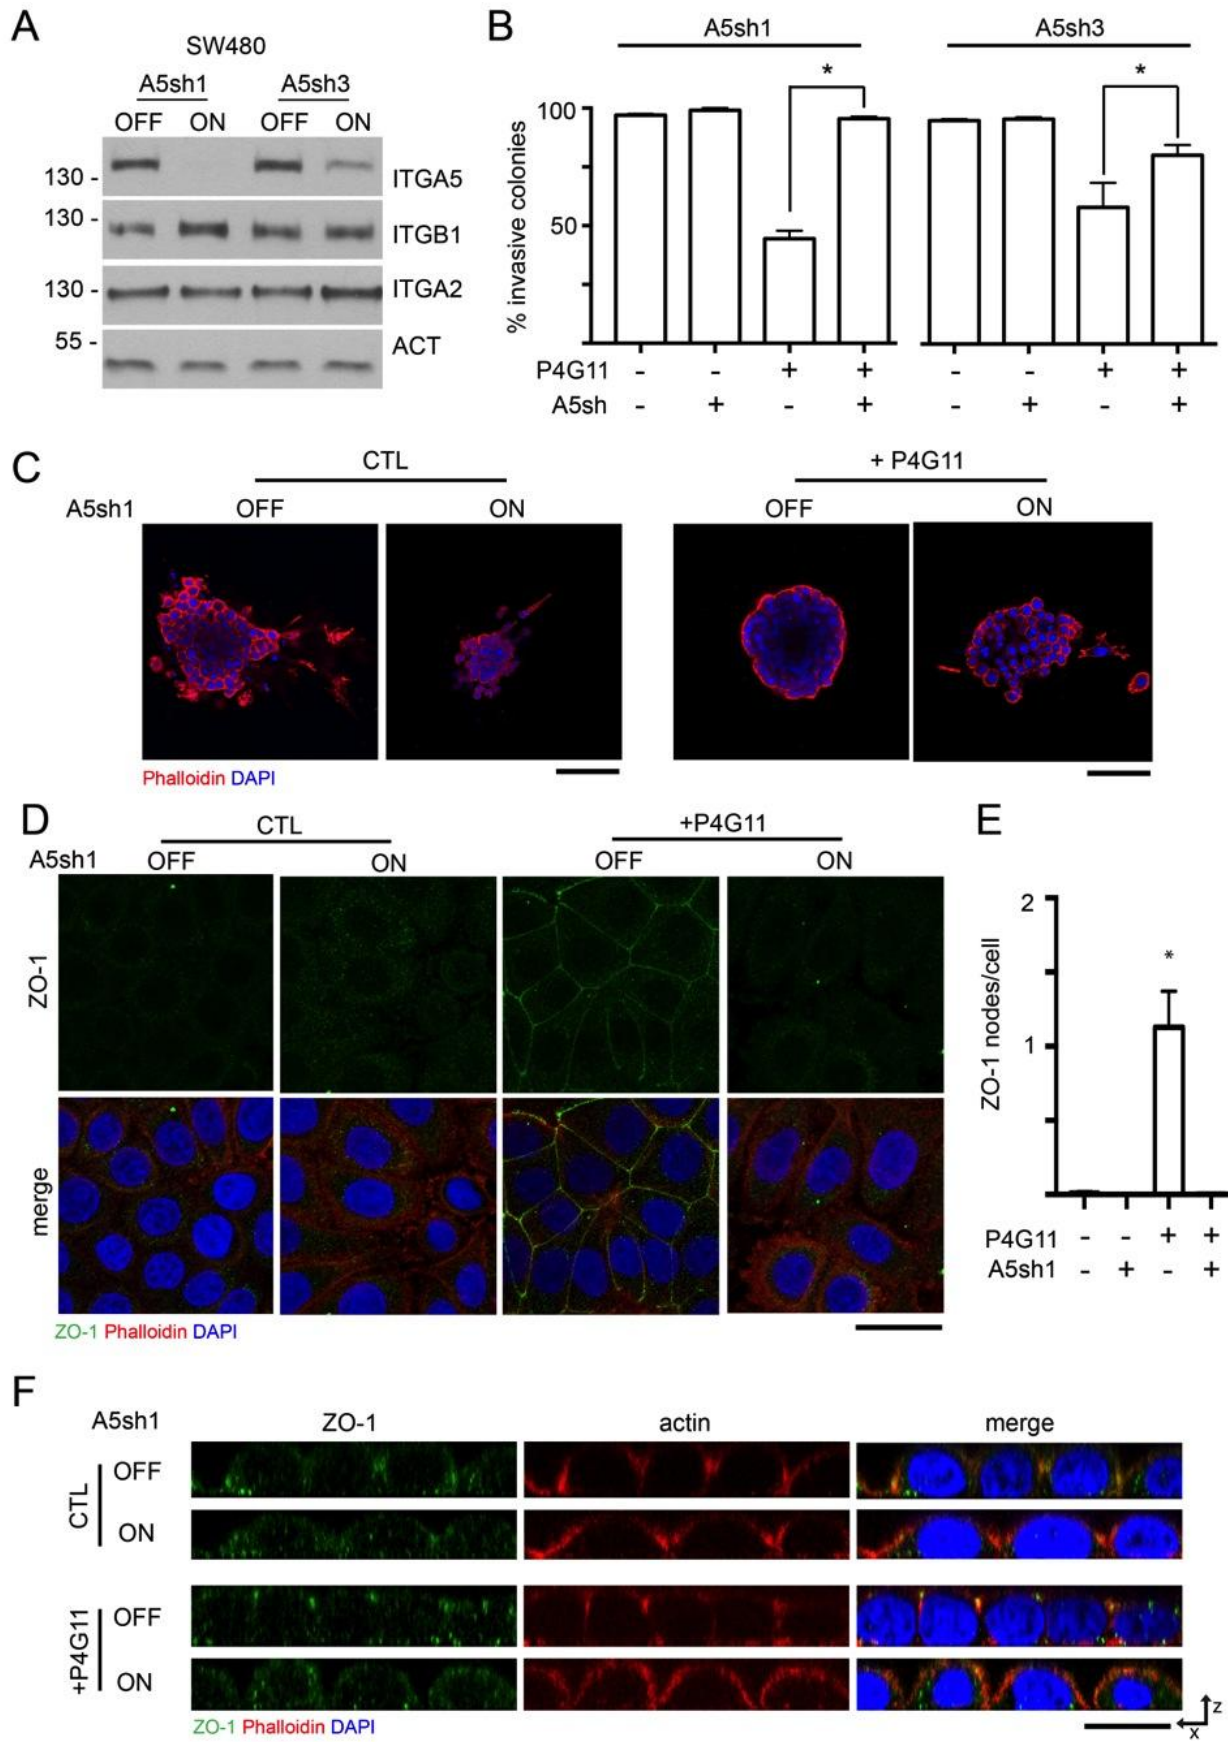 A
SW480
A5sh1 A5sh3
OFF ON OFF ON
130 - ITGA5
130 - ITGB1
130 - ITGA2
55 - ACT
B
A5sh1 A5sh3
* *
% invasive colonies
100
50
P4G11 - - + + - - + +
A5sh - + - + - + - +
C
CTL + P4G11
A5sh1 OFF ON OFF ON
Phalloidin DAPI
D
CTL +P4G11
A5sh1 OFF ON OFF ON
ZO-1
merge
ZO-1 Phalloidin DAPI
E
ZO-1 nodes/cell
2
*
1
P4G11 - - + +
A5sh1 - + - +
F
A5sh1 ZO-1 actin merge
CTL
OFF
ON
+P4G11
OFF
ON
ZO-1 Phalloidin DAPI
z
x